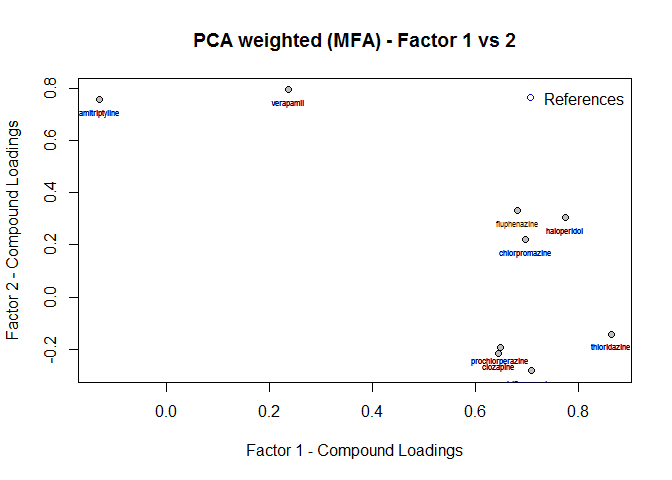 PCA weighted (MFA) - Factor 1 vs 2
References
amitriptyline
verapamil
fluphenazine
haloperidol
chlorpromazine
thioridazine
prochlorperazine
clozapine
0.8
0.6
0.4
0.2
0.0
-0.2
Factor 2 - Compound Loadings
0.0 0.2 0.4 0.6 0.8
Factor 1 - Compound Loadings